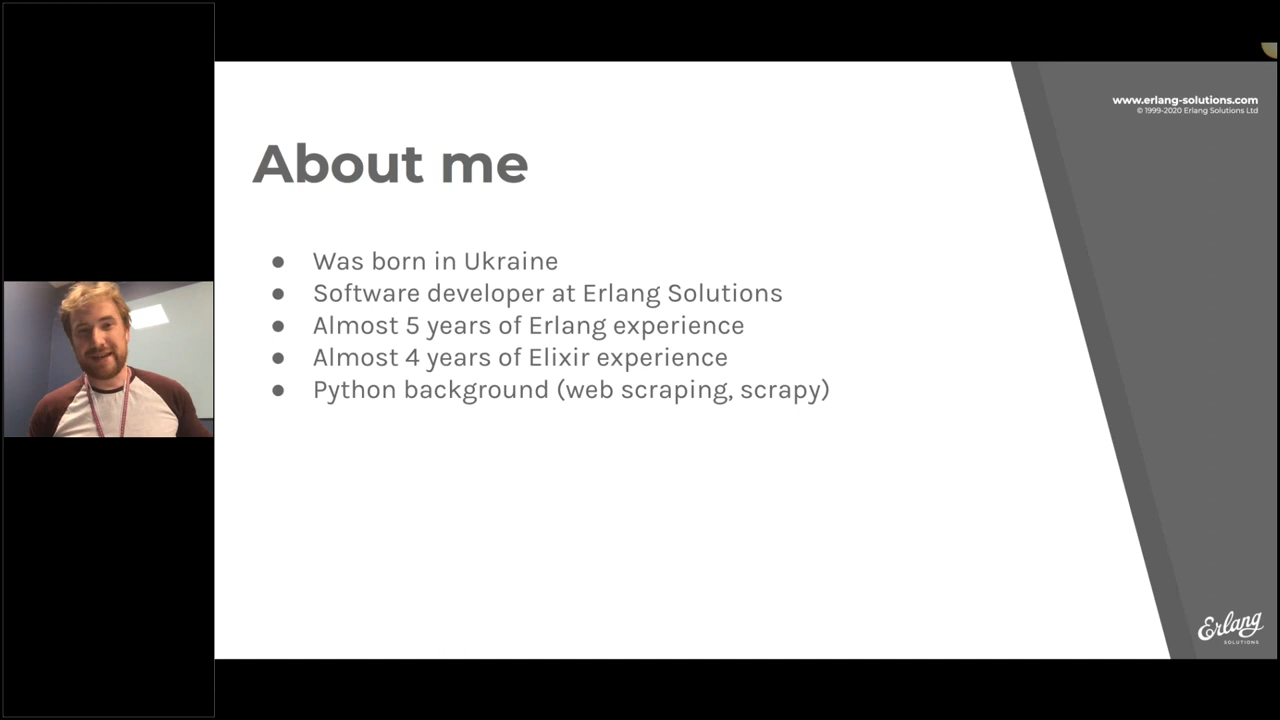 www.erlang-solutions.com
© 1999-2020 Erlang Solutions Ltd
About me
● Was born in Ukraine
● Software developer at Erlang Solutions
● Almost 5 years of Erlang experience
● Almost 4 years of Elixir experience
● Python background (web scraping, scrapy)
Erlang
SOLUTIONS